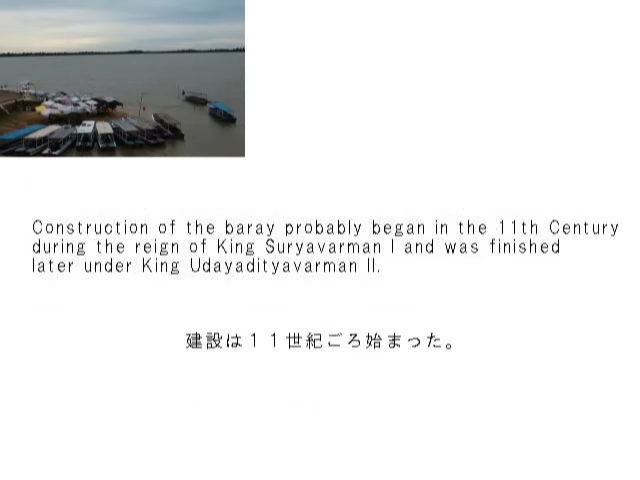 Construction of the baray probably began in the 11th Century
during the reign of King Suryavarman I and was finished
later under King Udayadityavarman II.
建設は１１世紀ごろ始まった。